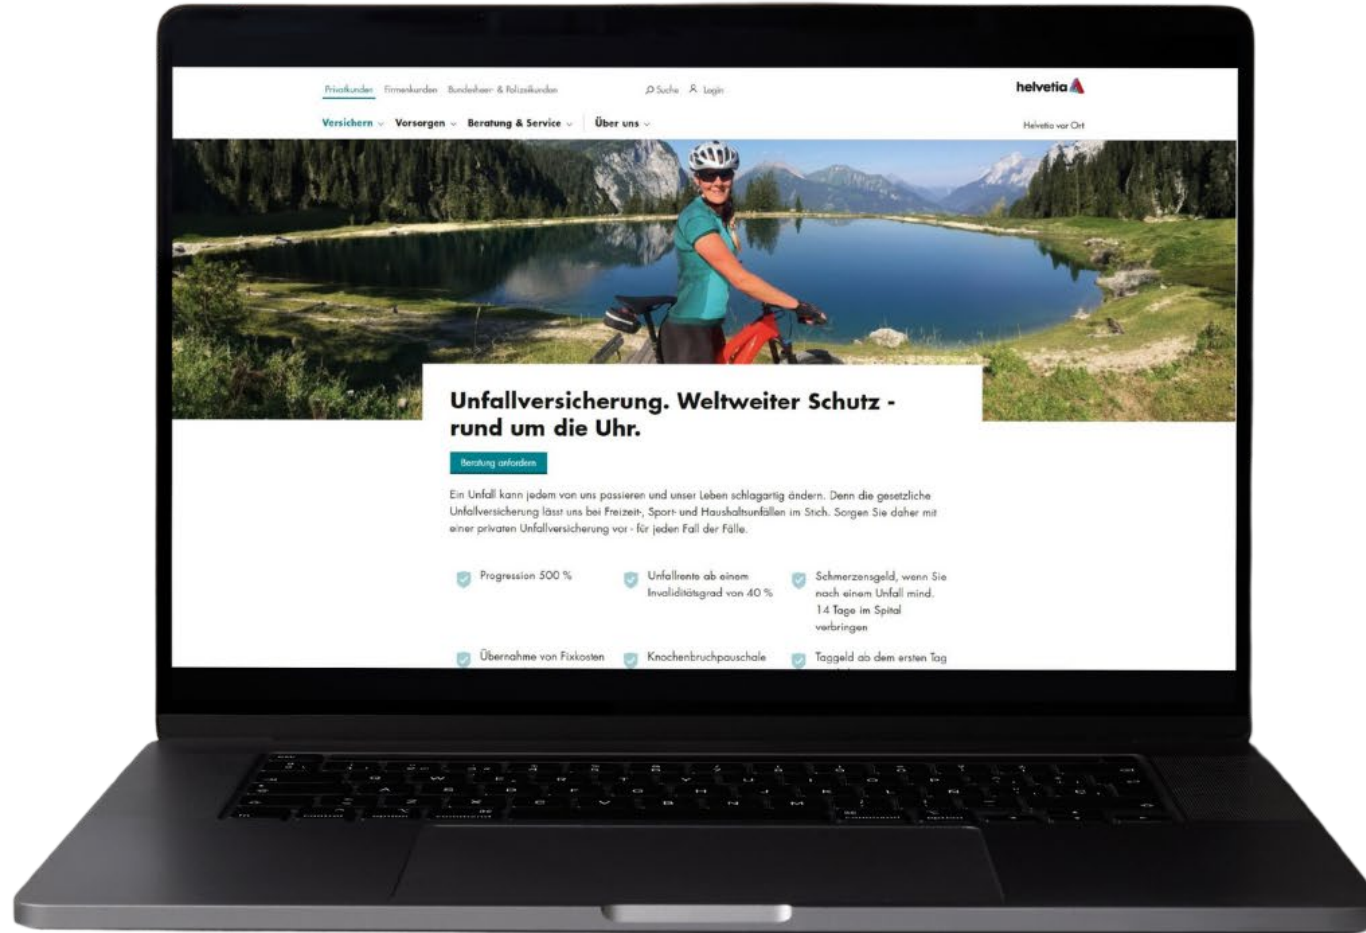 Privatkunden Firmenkunden Bundesheer- & Polizeikunden Suche Login
helvetia
Versichern Vorsorgen Beratung & Service Über uns
Helvetia vor Ort
Unfallversicherung. Weltweiter Schutz -
rund um die Uhr.
Beratung anfordern
Ein Unfall kann jedem von uns passieren und unser Leben schlagartig ändern. Denn die gesetzliche
Unfallversicherung lässt uns bei Freizeit-, Sport- und Haushaltsunfällen im Stich. Sorgen Sie daher mit
einer privaten Unfallversicherung vor - für jeden Fall der Fälle.
Progression 500 %
Unfallrente ab einem
Invaliditätsgrad von 40 %
Schmerzensgeld, wenn Sie
nach einem Unfall mind.
14 Tage im Spital
verbringen
Übernahme von Fixkosten
Knochenbruchpauschale
Taggeld ab dem ersten Tag